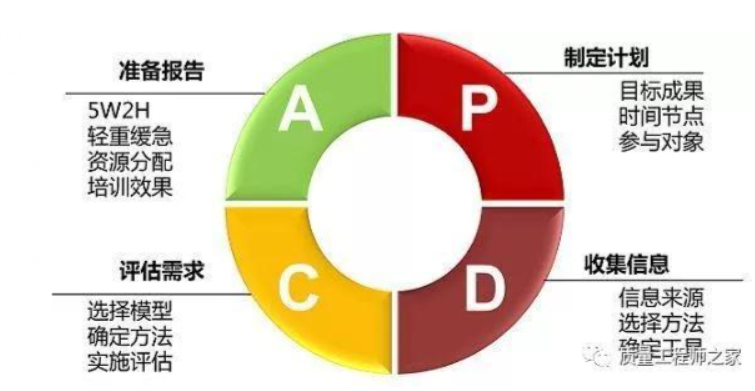 准备报告
5W2H
轻重缓急
资源分配
培训效果
A
P
制定计划
目标成果
时间节点
参与对象
评估需求
选择模型
确定方法
实施评估
C
D
收集信息
信息来源
选择方法
确定工具
质量工程师之家